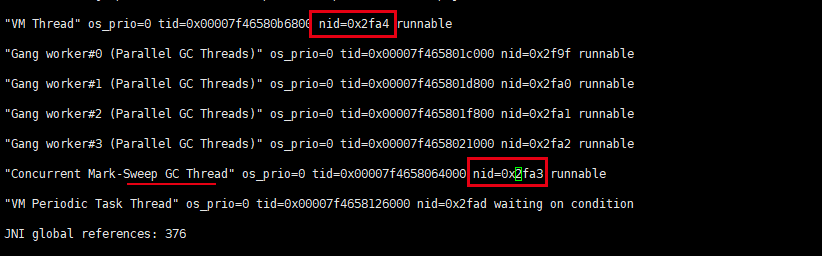 "VM Thread" os_prio=0 tid=0x00007f46580b6800 nid=0x2fa4 runnable
"Gang worker#0 (Parallel GC Threads)" os_prio=0 tid=0x00007f465801c000 nid=0x2f9f runnable
"Gang worker#1 (Parallel GC Threads)" os_prio=0 tid=0x00007f465801d800 nid=0x2fa0 runnable
"Gang worker#2 (Parallel GC Threads)" os_prio=0 tid=0x00007f465801f800 nid=0x2fa1 runnable
"Gang worker#3 (Parallel GC Threads)" os_prio=0 tid=0x00007f4658021000 nid=0x2fa2 runnable
"Concurrent Mark-Sweep GC Thread" os_prio=0 tid=0x00007f4658064000 nid=0x2fa3 runnable
"VM Periodic Task Thread" os_prio=0 tid=0x00007f4658126000 nid=0x2fad waiting on condition
JNI global references: 376